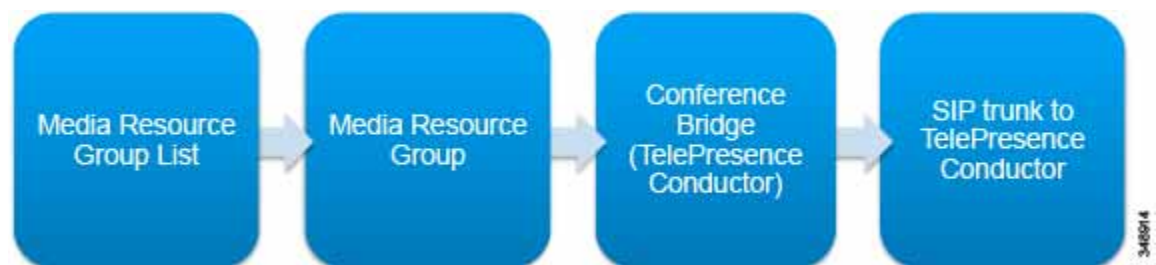 Media Resource
Group List
Media Resource
Group
Conference
Bridge
(TelePresence
Conductor)
SIP trunk to
TelePresence
Conductor
348914